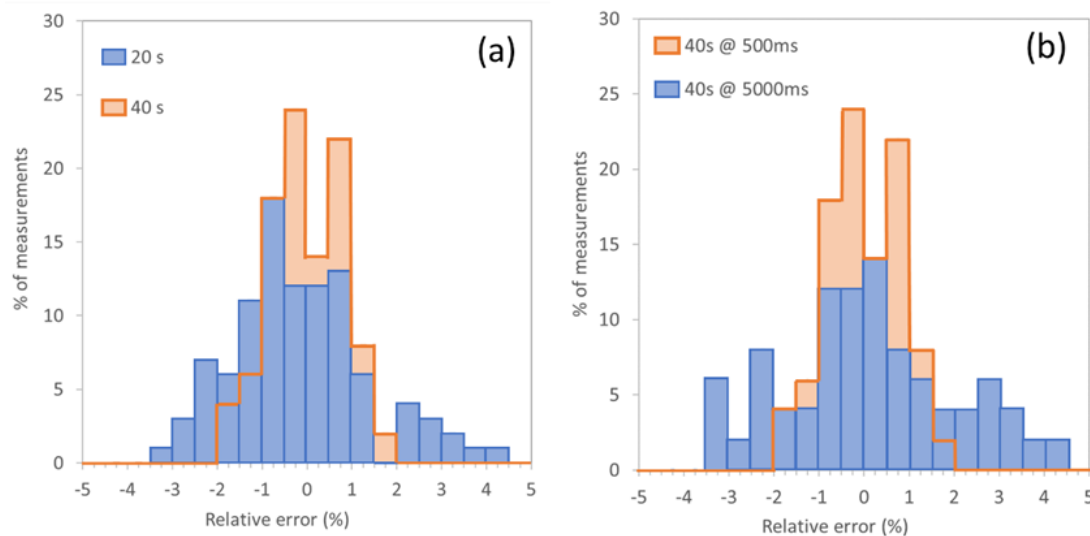 (a)
20 s
40 s
% of measurements
30
25
20
15
10
5
0
-5 -4 -3 -2 -1 0 1 2 3 4 5
Relative error (%)
(b)
40s @ 500ms
40s @ 5000ms
% of measurements
30
25
20
15
10
5
0
-5 -4 -3 -2 -1 0 1 2 3 4 5
Relative error (%)